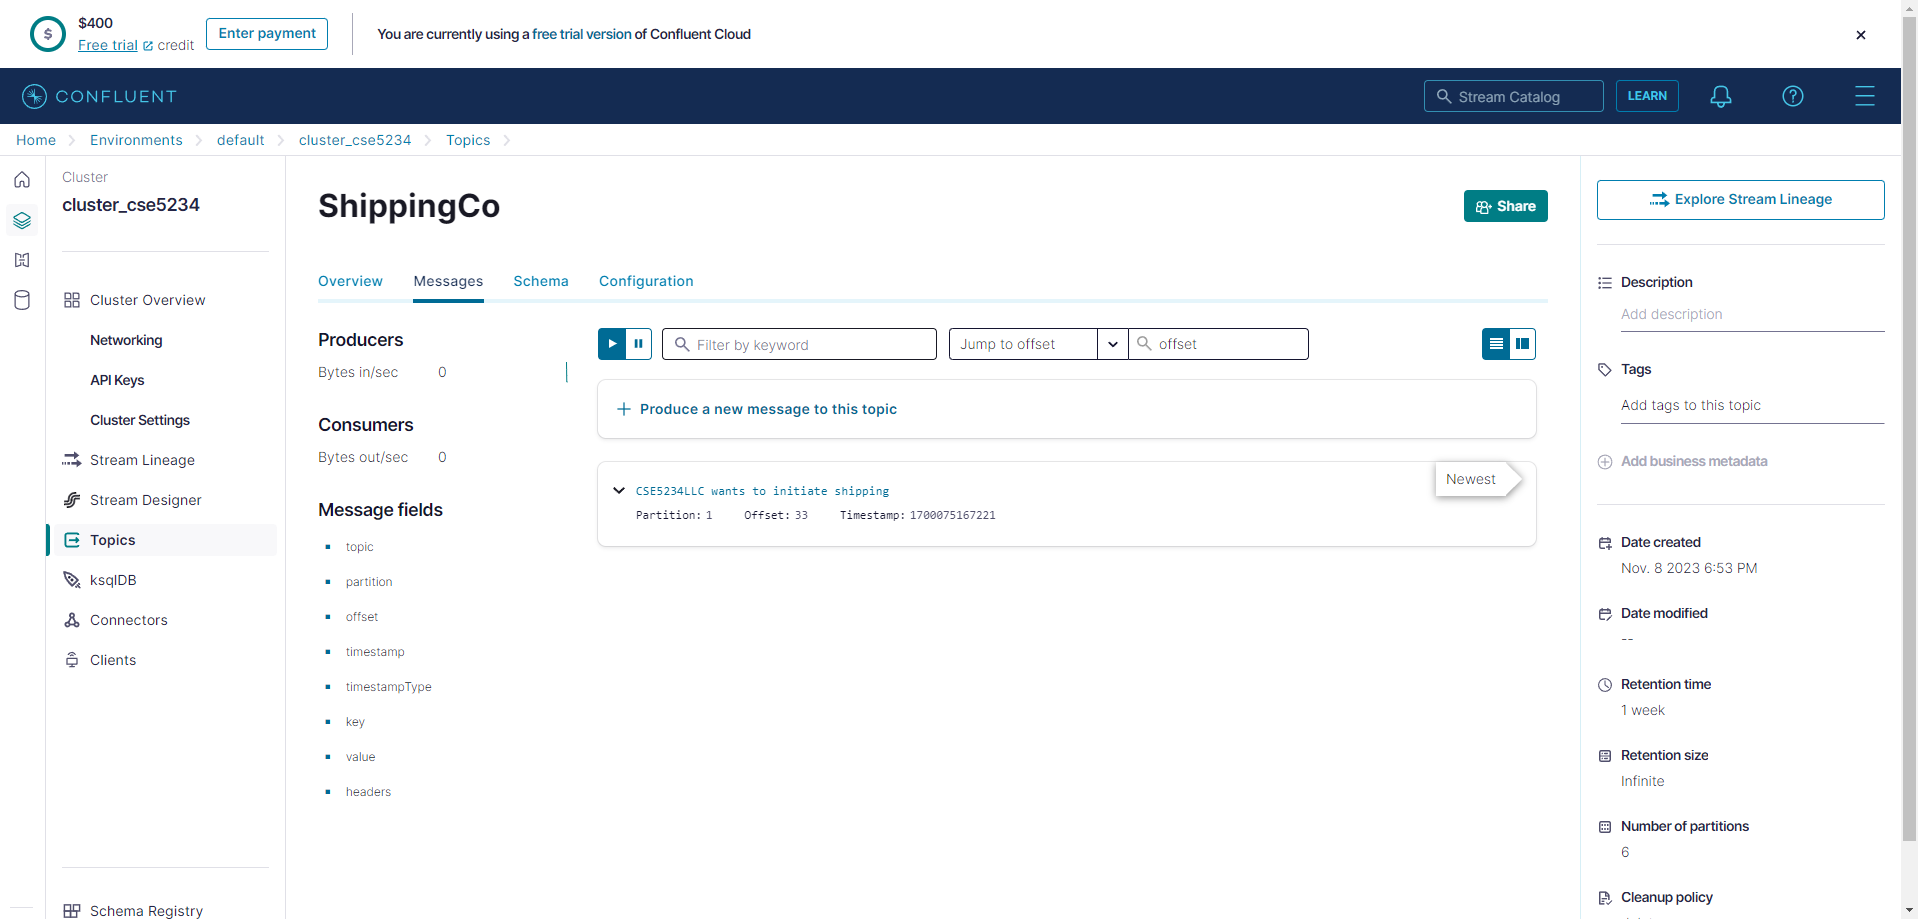 $400
Free trial credit
Enter payment
You are currently using a free trial version of Confluent Cloud
CONFLUENT
Stream Catalog
LEARN
Home
Environments
default
cluster_cse5234
Topics
Cluster
cluster_cse5234
Cluster Overview
Networking
API Keys
Cluster Settings
Stream Lineage
Stream Designer
Topics
ksqlDB
Connectors
Clients
Schema Registry
ShippingCo
Share
Overview
Messages
Schema
Configuration
Producers
Bytes in/sec 0
Consumers
Bytes out/sec 0
Message fields
topic
partition
offset
timestamp
timestampType
key
value
headers
Filter by keyword
Jump to offset
offset
Produce a new message to this topic
Newest
CSE5234LLC wants to initiate shipping
Partition: 1 Offset: 33 Timestamp: 1700075167221
Explore Stream Lineage
Description
Add description
Tags
Add tags to this topic
Add business metadata
Date created
Nov. 8 2023 6:53 PM
Date modified
--
Retention time
1 week
Retention size
Infinite
Number of partitions
6
Cleanup policy